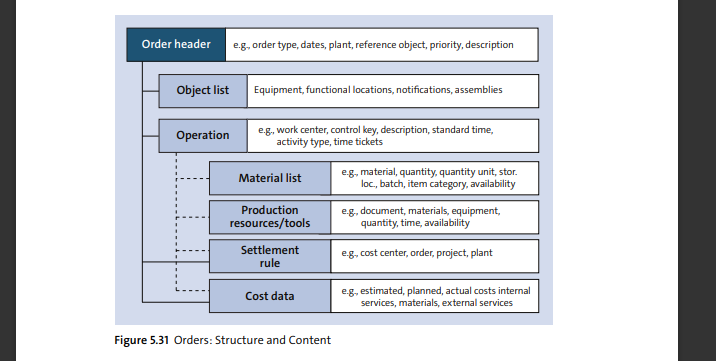 Order header
e.g., order type, dates, plant, reference object, priority, description
Object list
Equipment, functional locations, notifications, assemblies
Operation
e.g., work center, control key, description, standard time,
activity type, time tickets
Material list
e.g., material, quantity, quantity unit, stor.
loc., batch, item category, availability
Production
resources/tools
e.g., document, materials, equipment,
quantity, time, availability
Settlement
rule
e.g., cost center, order, project, plant
Cost data
e.g., estimated, planned, actual costs internal
services, materials, external services
Figure 5.31 Orders: Structure and Content